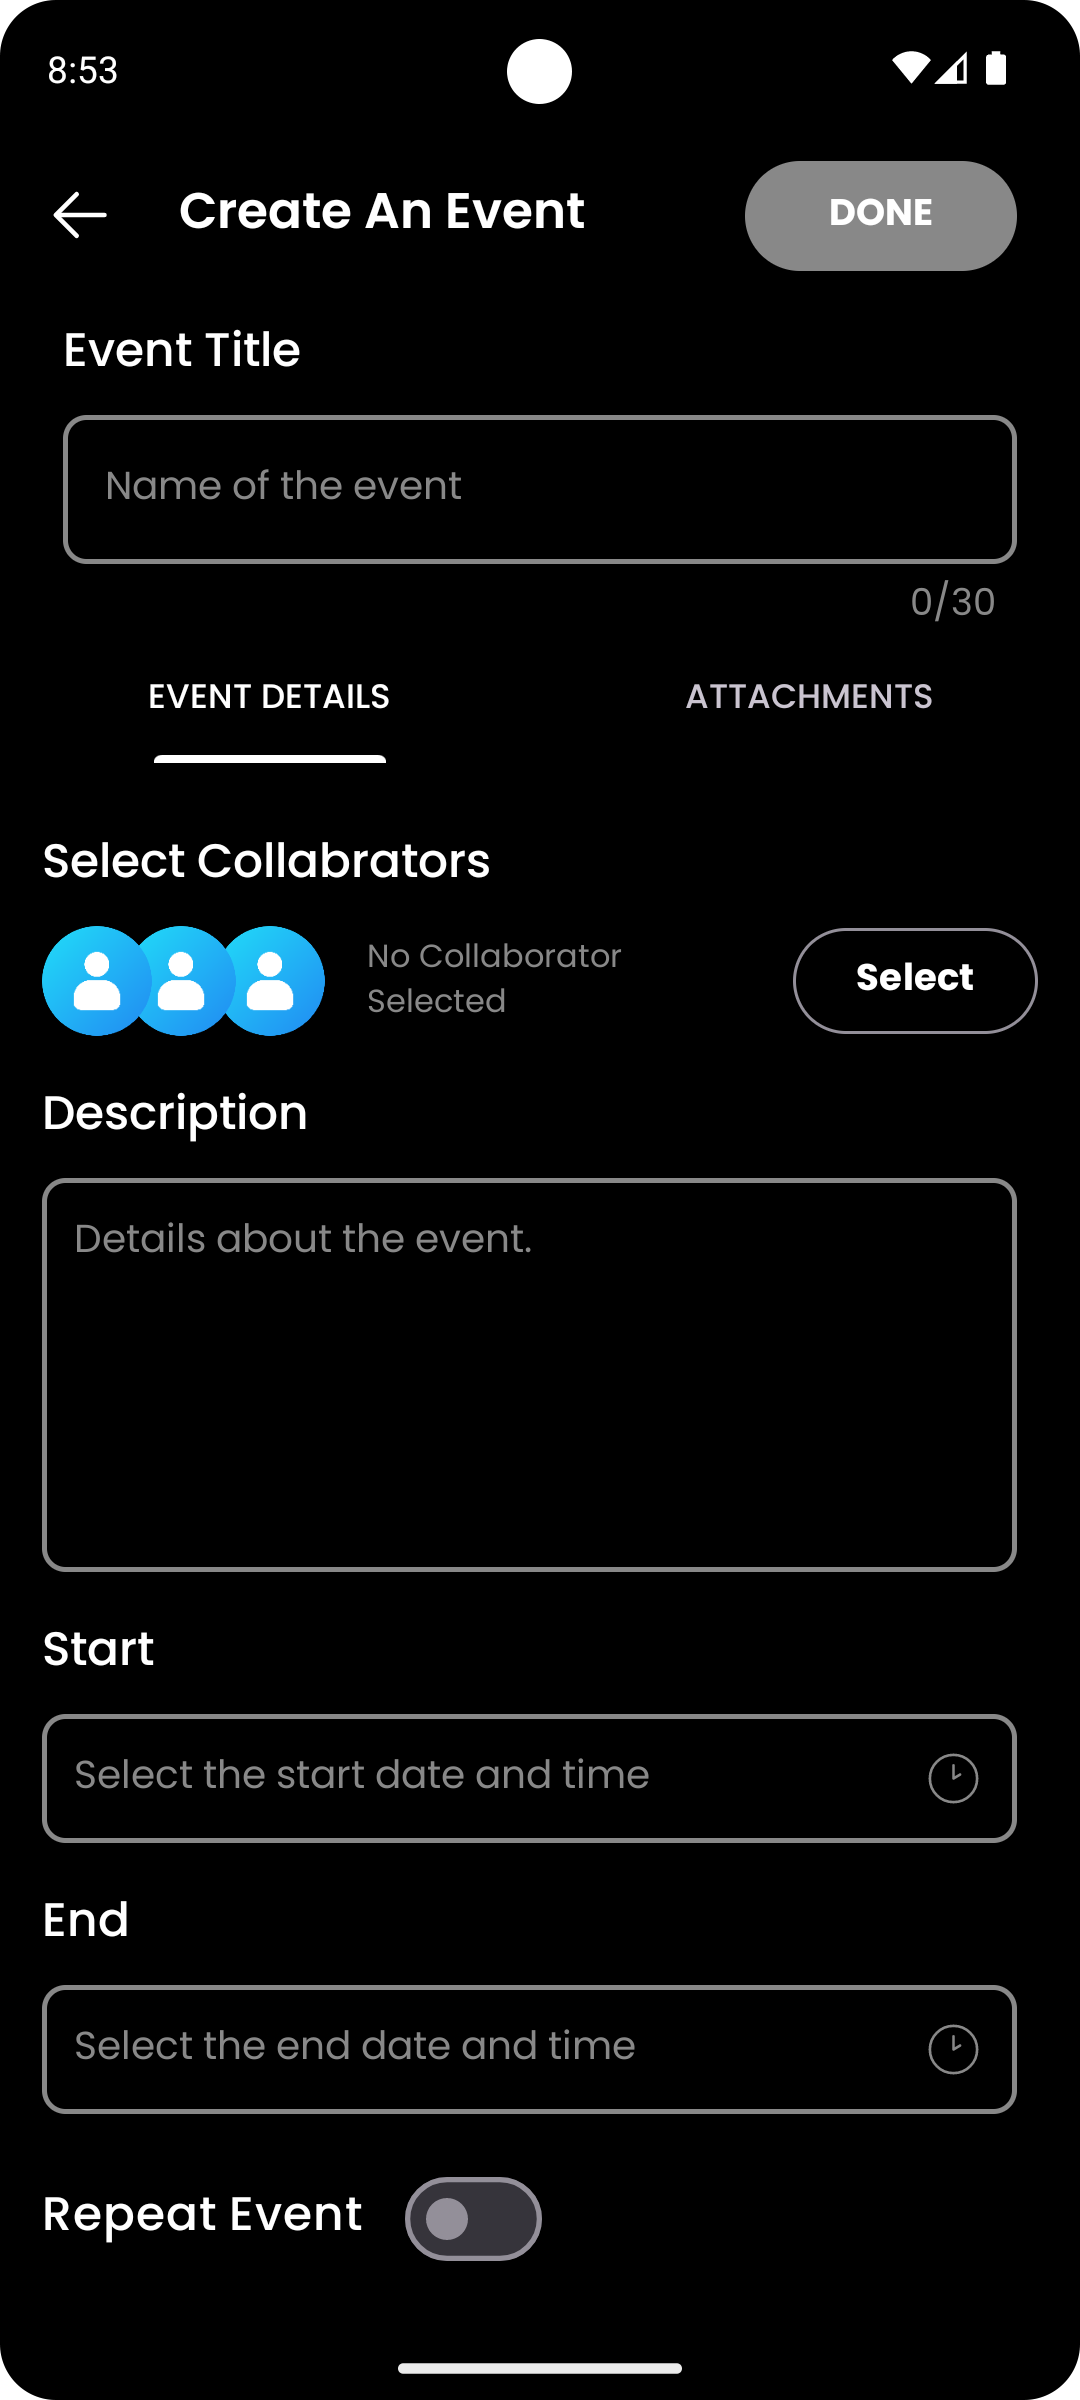 8:53
Create An Event
DONE
Event Title
Name of the event
0/30
EVENT DETAILS
ATTACHMENTS
Select Collabrators
No Collaborator
Selected
Select
Description
Details about the event.
Start
Select the start date and time
End
Select the end date and time
Repeat Event